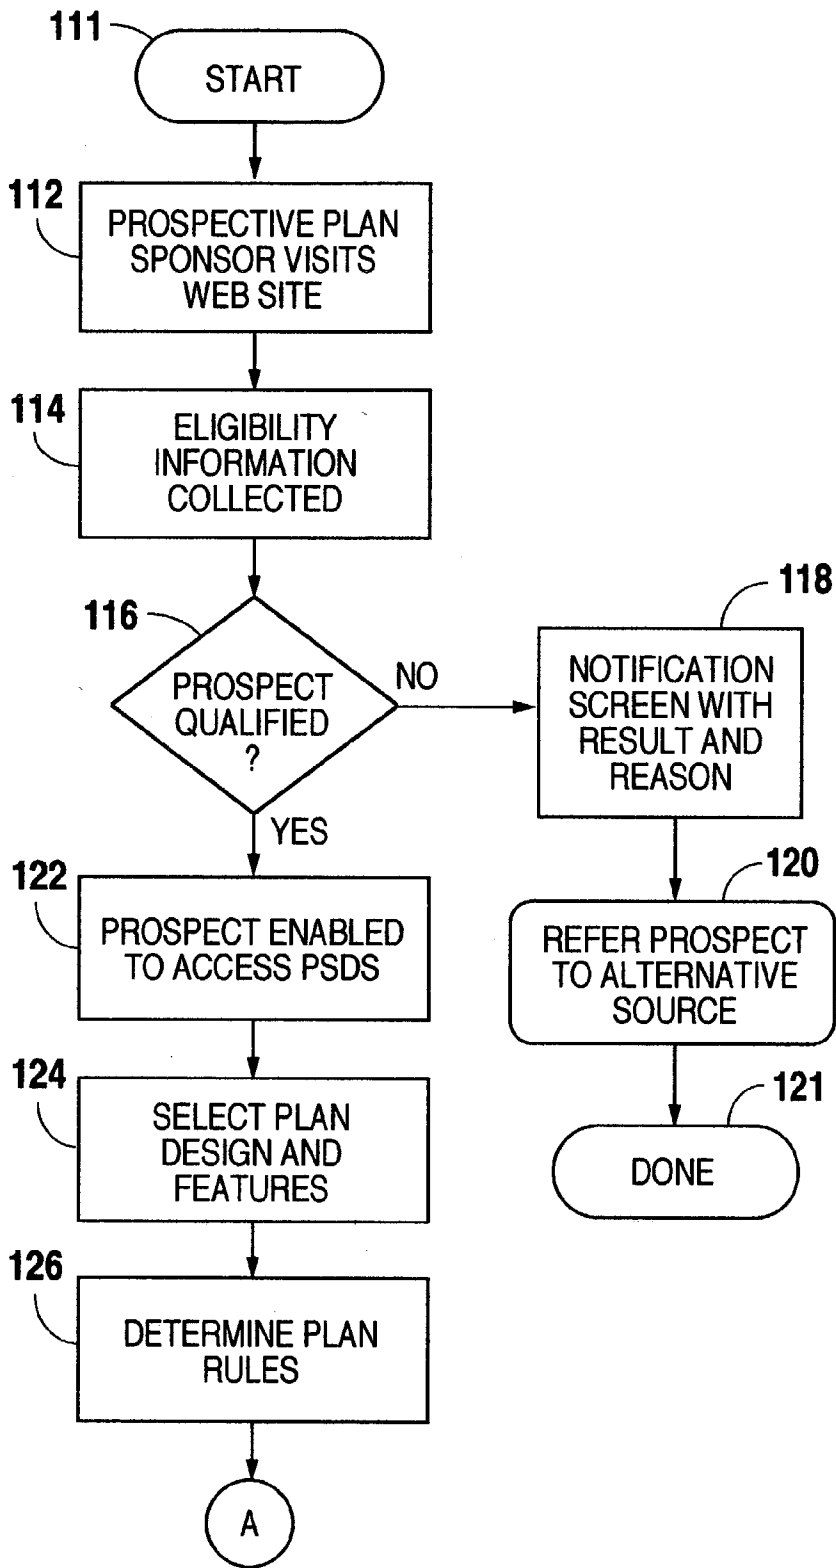 111
START
112
PROSPECTIVE PLAN
SPONSOR VISITS
WEB SITE
114
ELIGIBILITY
INFORMATION
COLLECTED
116
PROSPECT
QUALIFIED
?
NO
118
NOTIFICATION
SCREEN WITH
RESULT AND
REASON
YES
120
REFER PROSPECT
TO ALTERNATIVE
SOURCE
121
DONE
122
PROSPECT ENABLED
TO ACCESS PSDS
124
SELECT PLAN
DESIGN AND
FEATURES
126
DETERMINE PLAN
RULES
A